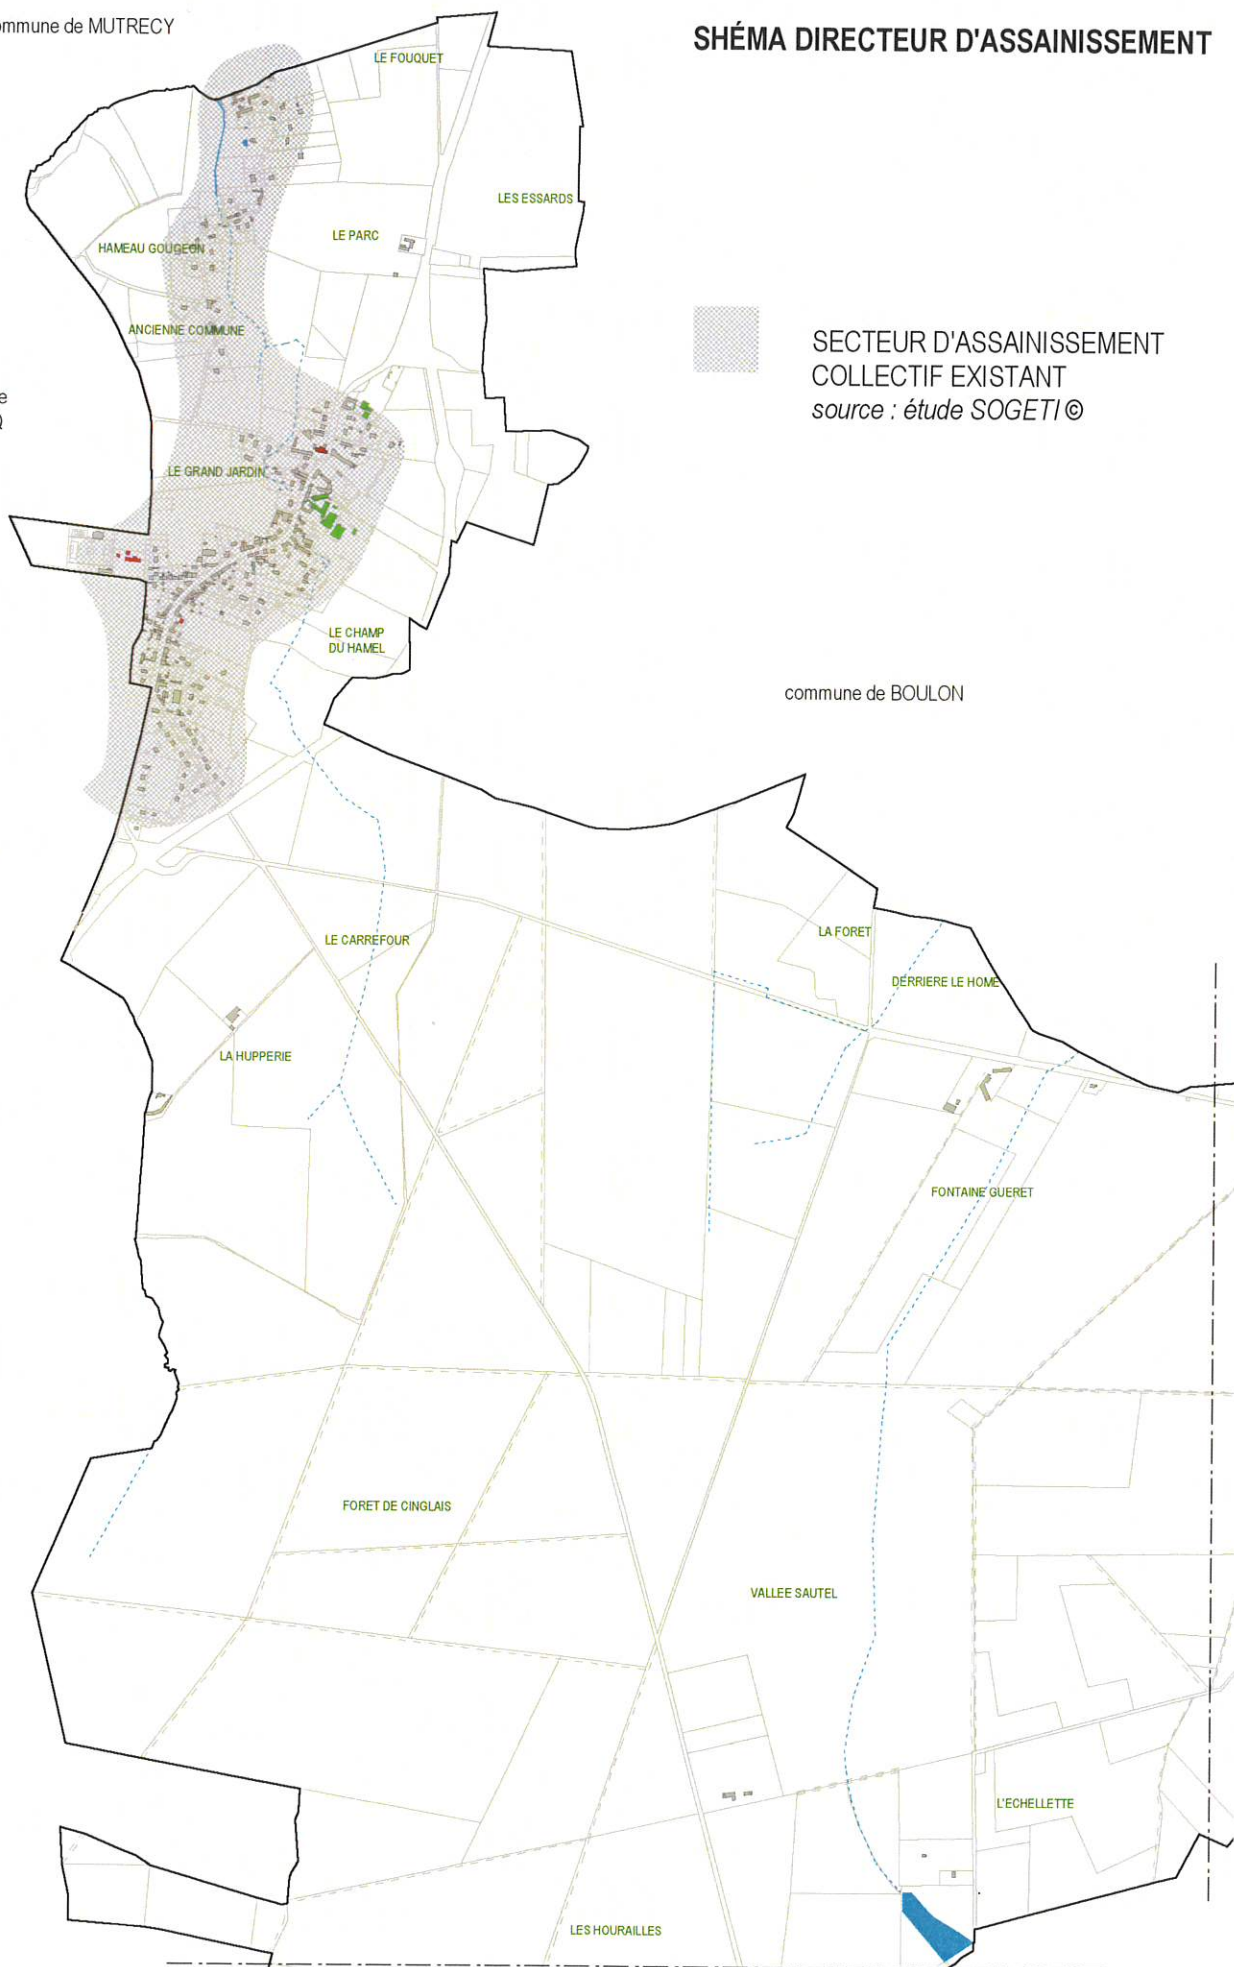 ommune de MUTRECY
SHÉMA DIRECTEUR D'ASSAINISSEMENT
LE FOUQUET
LES ESSARDS
LE PARC
HAMEAU GOUGEON
ANCIENNE COMMUNE
SECTEUR D'ASSAINISSEMENT
COLLECTIF EXISTANT
source : étude SOGETI ©
e
Q
LE GRAND JARDIN
LE CHAMP
DU HAMEL
commune de BOULON
LA FORET
LE CARREFOUR
DERRIERE LE HOME
LA HUPPERIE
FONTAINE GUERET
FORET DE CINGLAIS
VALLEE SAUTEL
L'ECHELLETTE
LES HOURAILLES